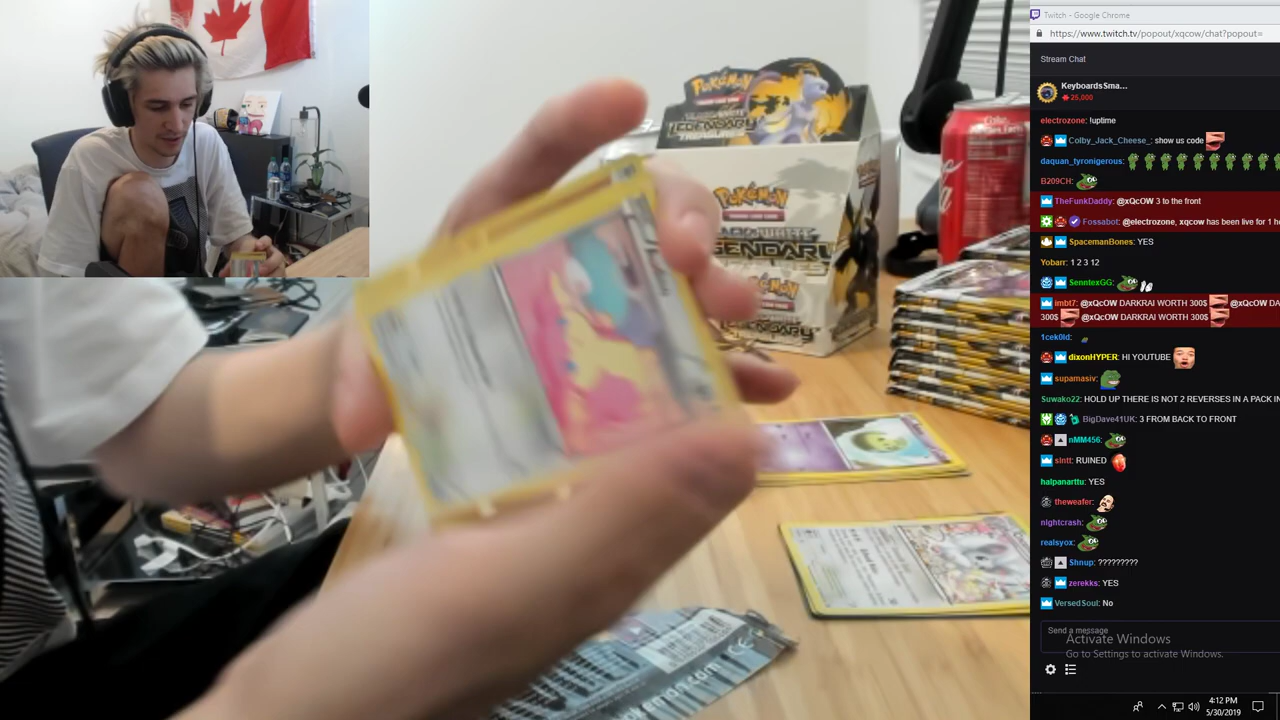 Twitch - Google Chrome
https://www.twitch.tv/popout/xqcow/chat?popout=
Stream Chat
KeyboardsSma...
25,000
electrozone: !uptime
Colby_Jack_Cheese_: show us code
daquan_tyronigerous:
B209CH:
TheFunkDaddy: @xQcOW 3 to the front
Fossabot: @electrozone, xqcow has been live for 1 h
SpacemanBones: YES
Yobarr: 1 2 3 12
SenntexGG:
imbt7: @xQcOW DARKRAI WORTH 300$ @xQcOW DA
300$ @xQcOW DARKRAI WORTH 300$
1cek0ld:
dixonHYPER: HI YOUTUBE
supamasiv:
Suwako22: HOLD UP THERE IS NOT 2 REVERSES IN A PACK IN
BigDave41UK: 3 FROM BACK TO FRONT
nMM456:
slntt: RUINED
halpanarttu: YES
theweafer:
nightcrash:
realsyox:
Shnup: ?????????
zerekks: YES
VersedSoul: No
Send a message
Activate Windows
Go to Settings to activate Windows.
4:12 PM
5/30/2019
POKéMON
LEGENDARY
POKéMON
LEGENDARY
Coke